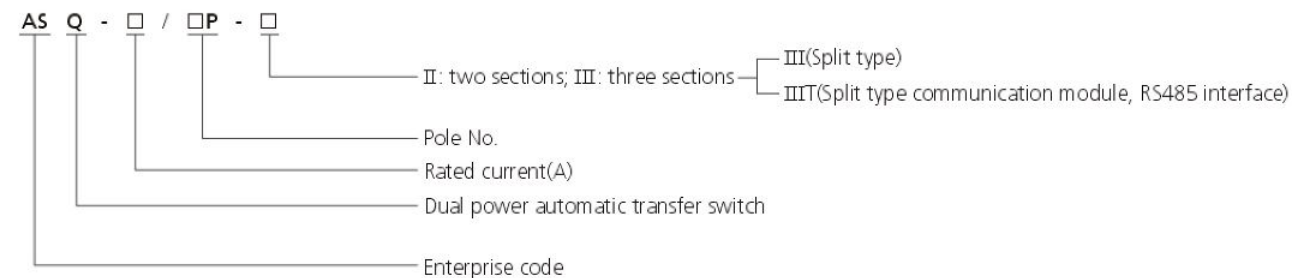 AS Q - □ / □P - □
III(Split type)
II: two sections; III: three sections
IIIT(Split type communication module, RS485 interface)
Pole No.
Rated current(A)
Dual power automatic transfer switch
Enterprise code